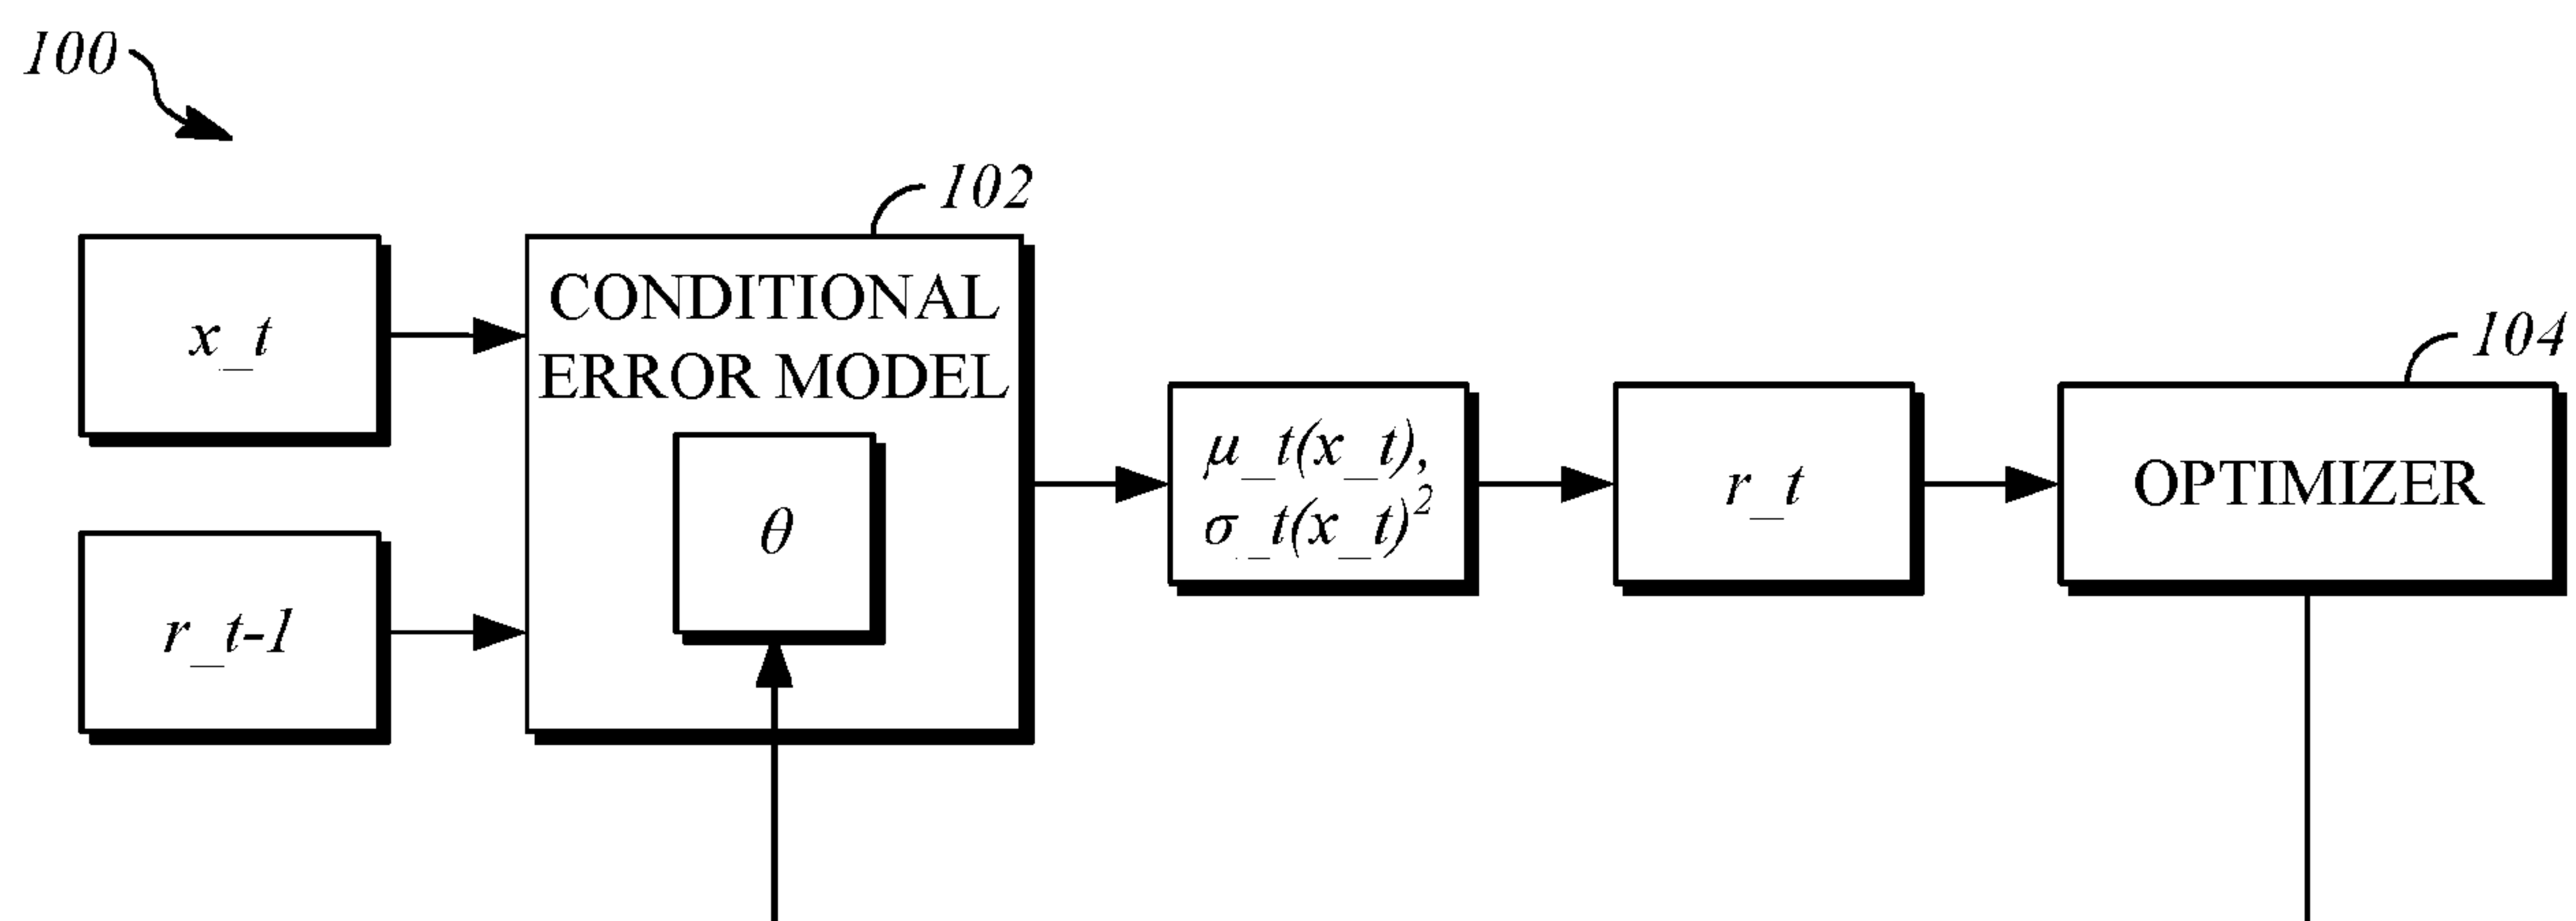 100
102
x_t
CONDITIONAL
ERROR MODEL
104
μ_t(x_t),
σ_t(x_t)²
r_t
OPTIMIZER
θ
r_t-1